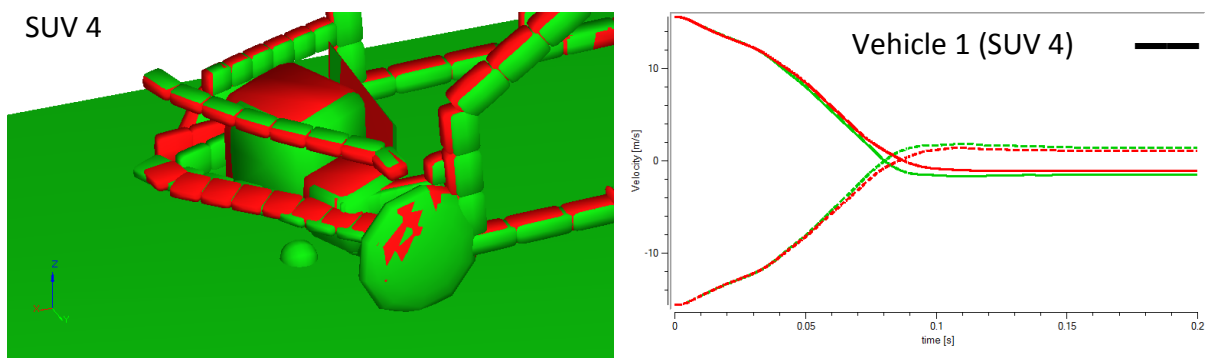 SUV 4
Z
X
Y
Vehicle 1 (SUV 4)
Velocity [m/s]
10
0
-10
0
0.05
0.1
0.15
0.2
time [s]